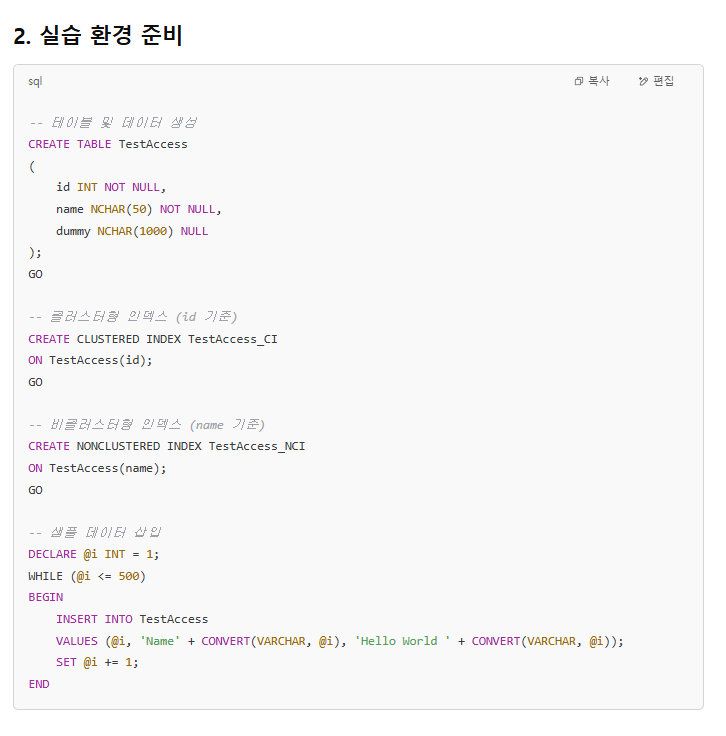 2. 실습 환경 준비
sql
복사
편집
-- 테이블 및 데이터 생성
CREATE TABLE TestAccess
(
    id INT NOT NULL,
    name NCHAR(50) NOT NULL,
    dummy NCHAR(1000) NULL
);
GO
-- 클러스터형 인덱스 (id 기준)
CREATE CLUSTERED INDEX TestAccess_CI
ON TestAccess(id);
GO
-- 비클러스터형 인덱스 (name 기준)
CREATE NONCLUSTERED INDEX TestAccess_NCI
ON TestAccess(name);
GO
-- 샘플 데이터 삽입
DECLARE @i INT = 1;
WHILE (@i <= 500)
BEGIN
    INSERT INTO TestAccess
    VALUES (@i, 'Name' + CONVERT(VARCHAR, @i), 'Hello World ' + CONVERT(VARCHAR, @i));
    SET @i += 1;
END